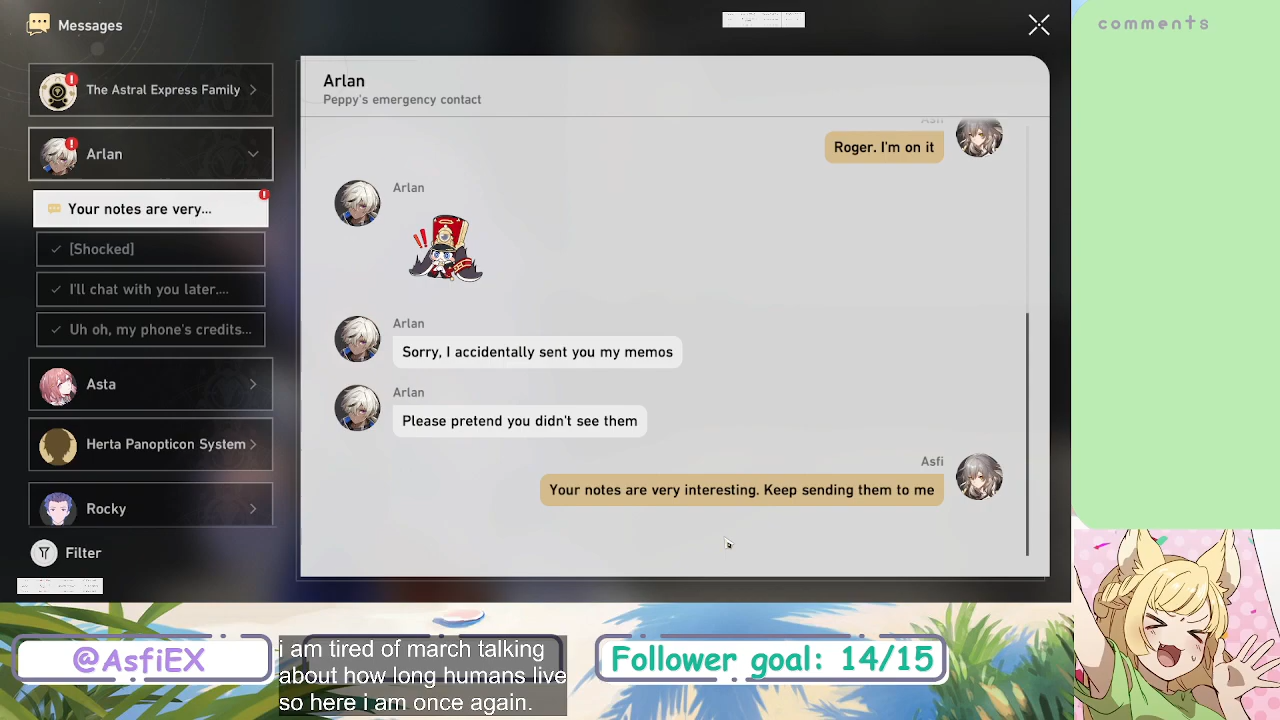 Messages
comments
The Astral Express Family
Arlan
Your notes are very...
[Shocked]
I'll chat with you later....
Uh oh, my phone's credits...
Asta
Herta Panopticon System
Rocky
Filter
Arlan
Peppy's emergency contact
Asfi
Roger. I'm on it
Arlan
Arlan
Sorry, I accidentally sent you my memos
Arlan
Please pretend you didn't see them
Asfi
Your notes are very interesting. Keep sending them to me
@AsfiEX
i am tired of march talking
about how long humans live
so here i am once again.
Follower goal: 14/15